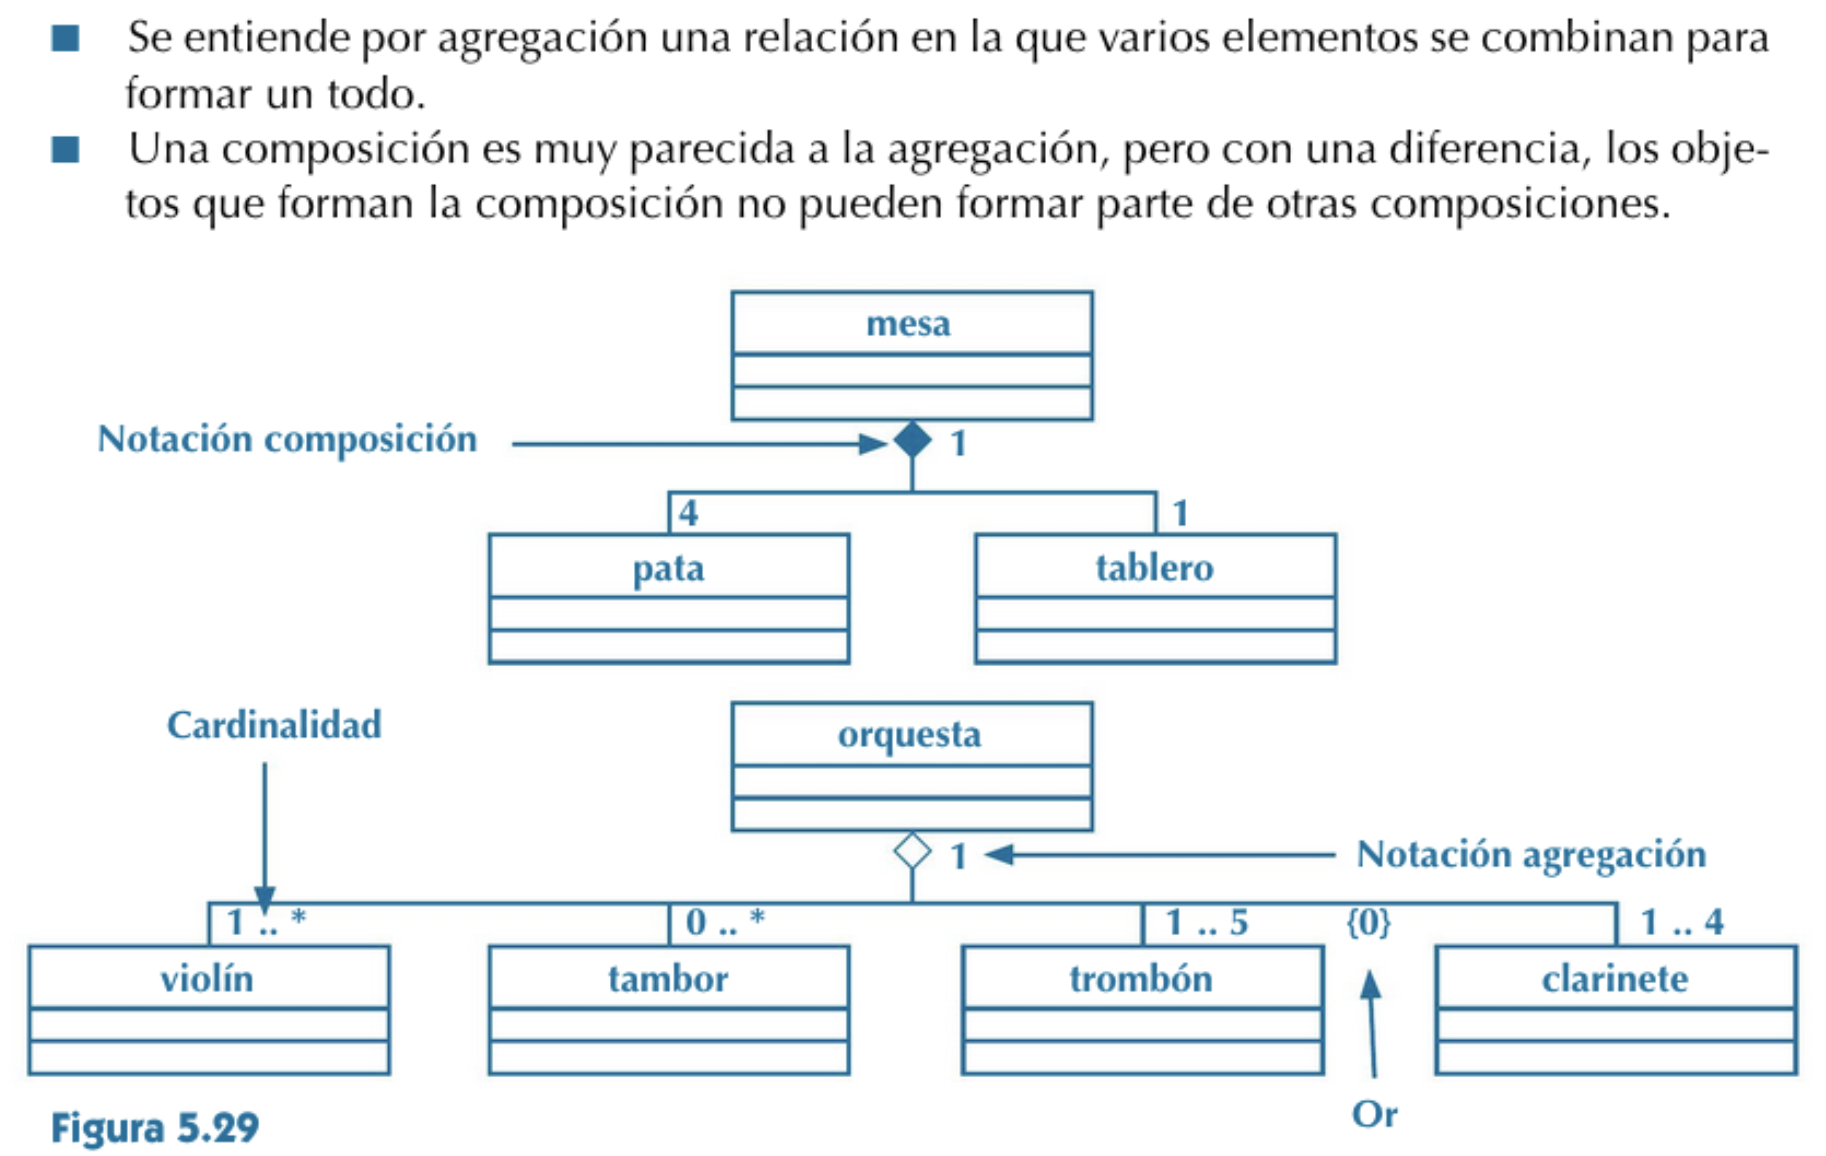 Se entiende por agregación una relación en la que varios elementos se combinan para
formar un todo.
Una composición es muy parecida a la agregación, pero con una diferencia, los obje-
tos que forman la composición no pueden formar parte de otras composiciones.
mesa
Notación composición
1
4
1
pata
tablero
Cardinalidad
orquesta
1
Notación agregación
1 .. *
0 .. *
1 .. 5
{0}
1 .. 4
violín
tambor
trombón
clarinete
Or
Figura 5.29